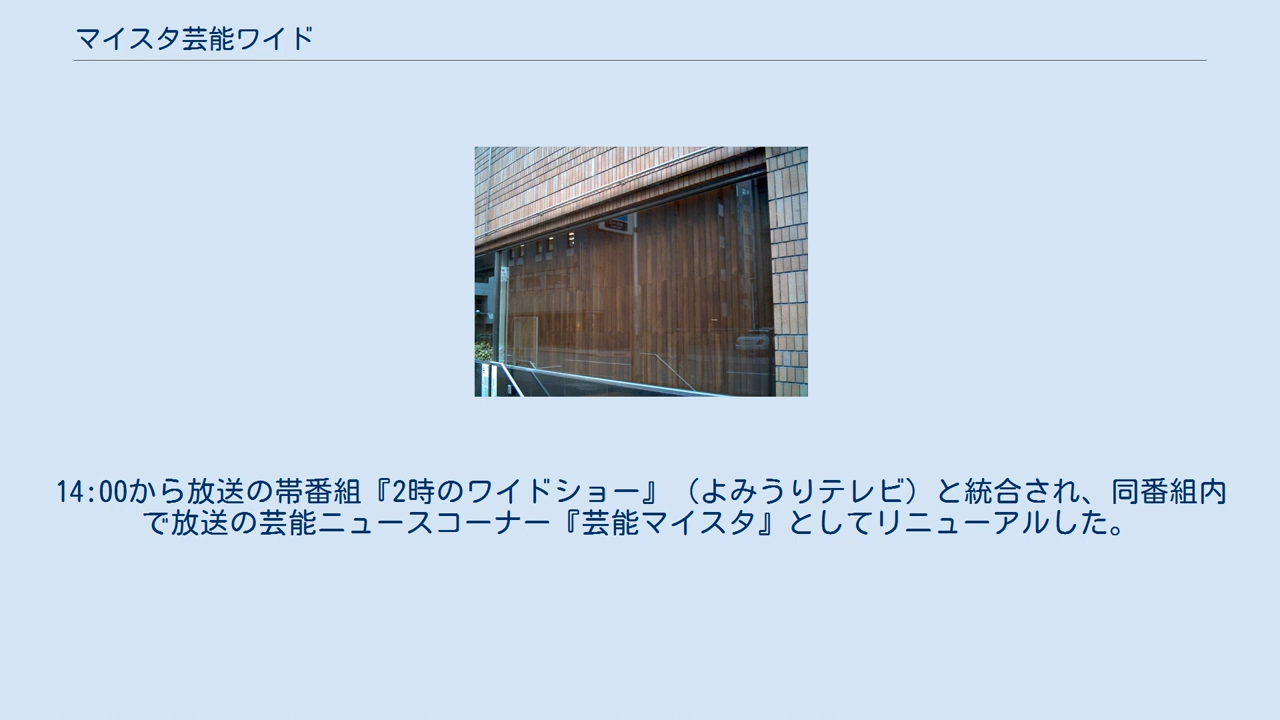 マイスタ芸能ワイド
14:00から放送の帯番組『2時のワイドショー』（よみうりテレビ）と統合され、同番組内
で放送の芸能ニュースコーナー『芸能マイスタ』としてリニューアルした。